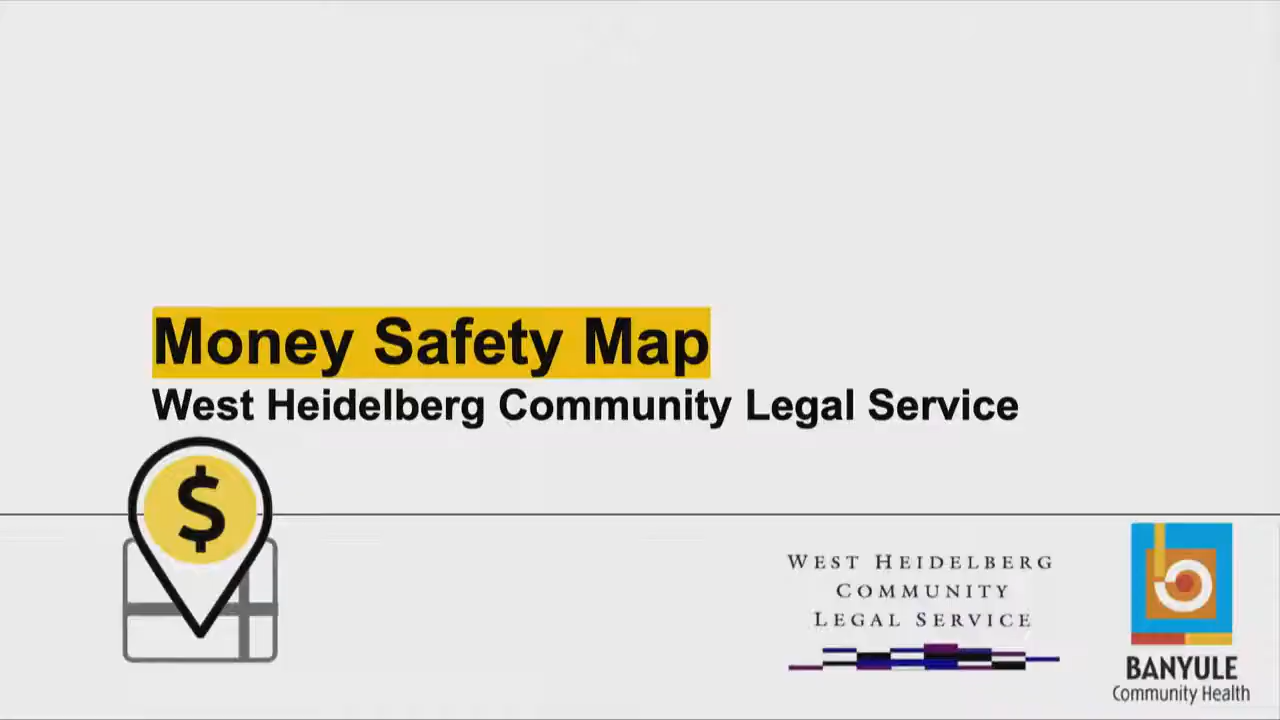 Money Safety Map
West Heidelberg Community Legal Service
$
WEST HEIDELBERG
COMMUNITY
LEGAL SERVICE
BANYULE
Community Health